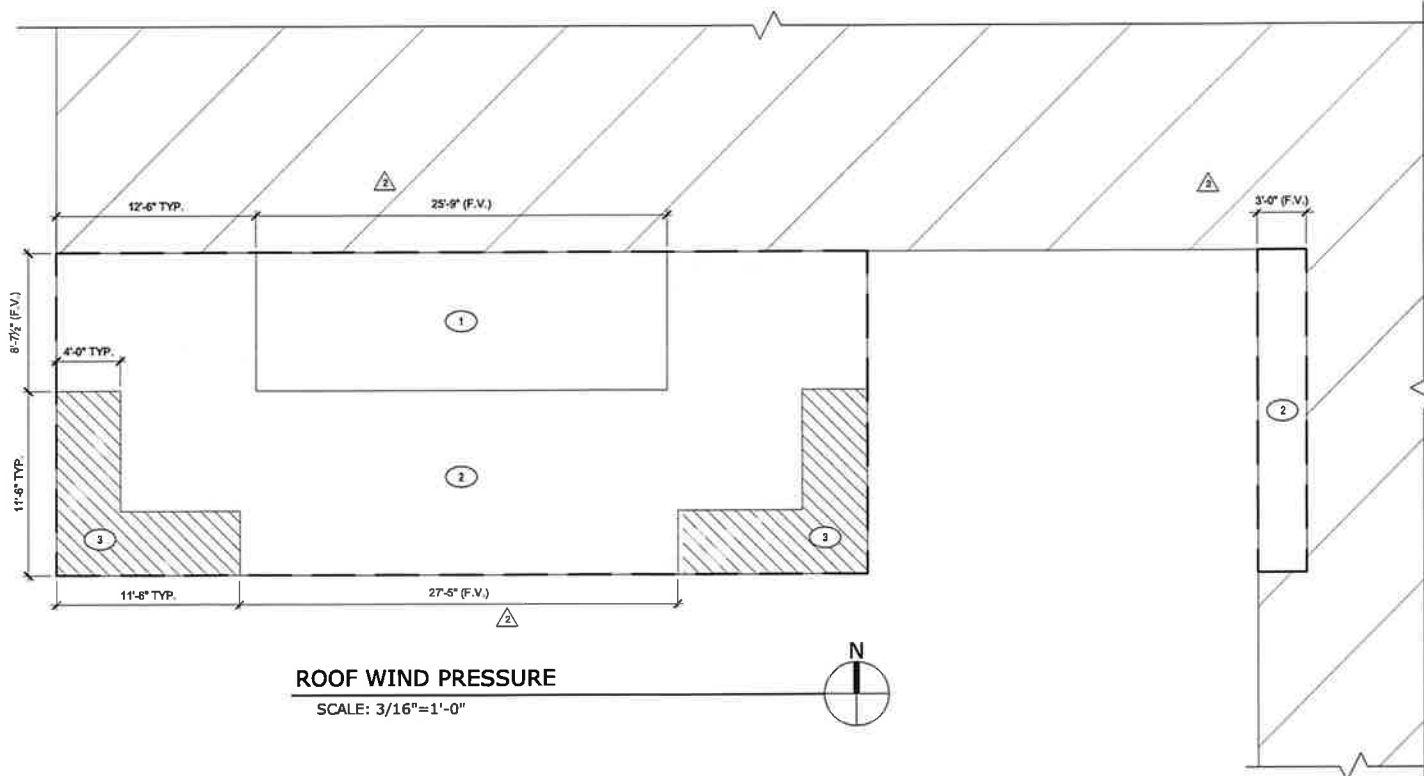 2
2
12'-6" TYP.
25'-9" (F.V.)
3'-0" (F.V.)
8'-7½" (F.V.)
1
4'-0" TYP.
2
2
11'-6" TYP.
3
3
11'-6" TYP.
27'-5" (F.V.)
2
N
ROOF WIND PRESSURE
SCALE: 3/16"=1'-0"